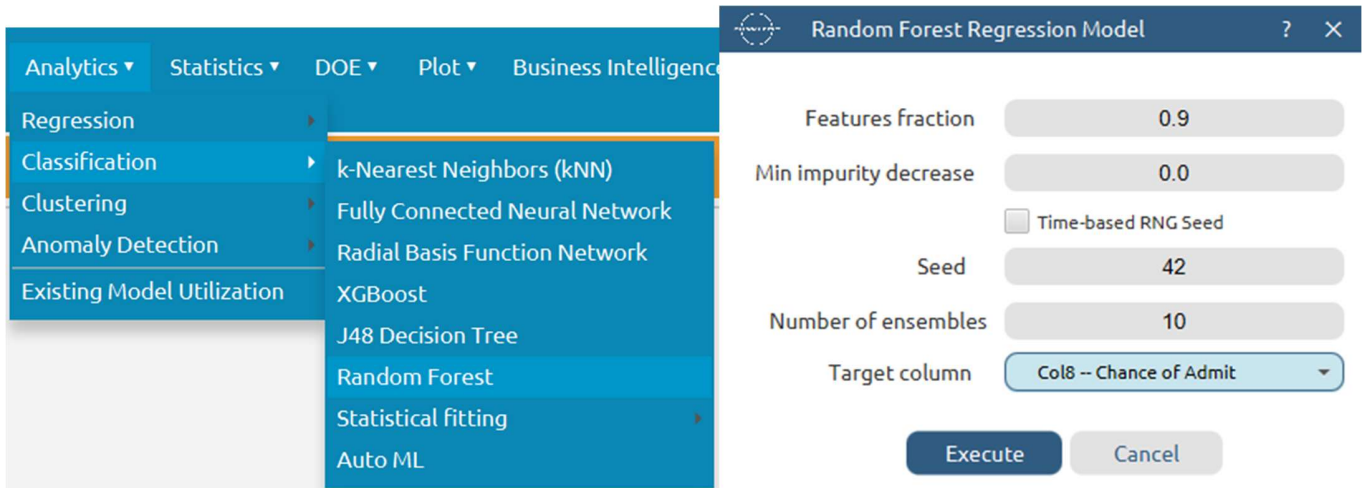 Analytics ▾ Statistics ▾ DOE ▾ Plot ▾ Business Intelligence
Regression
Classification
Clustering
Anomaly Detection
Existing Model Utilization
k-Nearest Neighbors (kNN)
Fully Connected Neural Network
Radial Basis Function Network
XGBoost
J48 Decision Tree
Random Forest
Statistical fitting
Auto ML
Random Forest Regression Model ? ×
Features fraction 0.9
Min impurity decrease 0.0
Time-based RNG Seed
Seed 42
Number of ensembles 10
Target column Col8 -- Chance of Admit
Execute Cancel